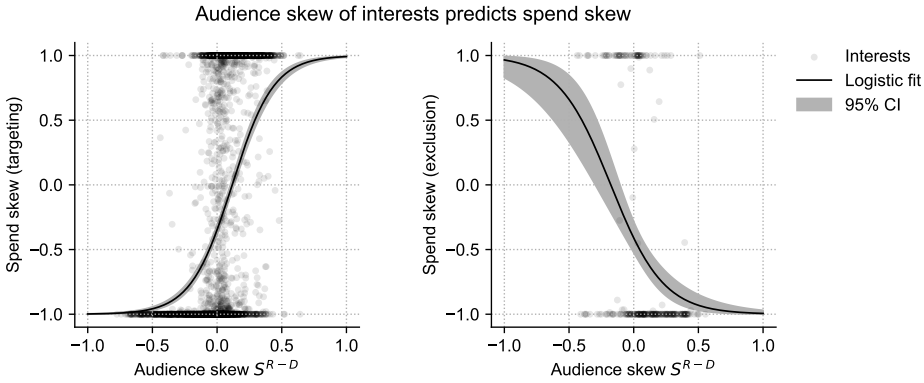 Audience skew of interests predicts spend skew
Spend skew (targeting)
1.0
0.5
0.0
−0.5
−1.0
−1.0 −0.5 0.0 0.5 1.0
Audience skew S^{R−D}
Spend skew (exclusion)
1.0
0.5
0.0
−0.5
−1.0
−1.0 −0.5 0.0 0.5 1.0
Audience skew S^{R−D}
Interests
Logistic fit
95% CI